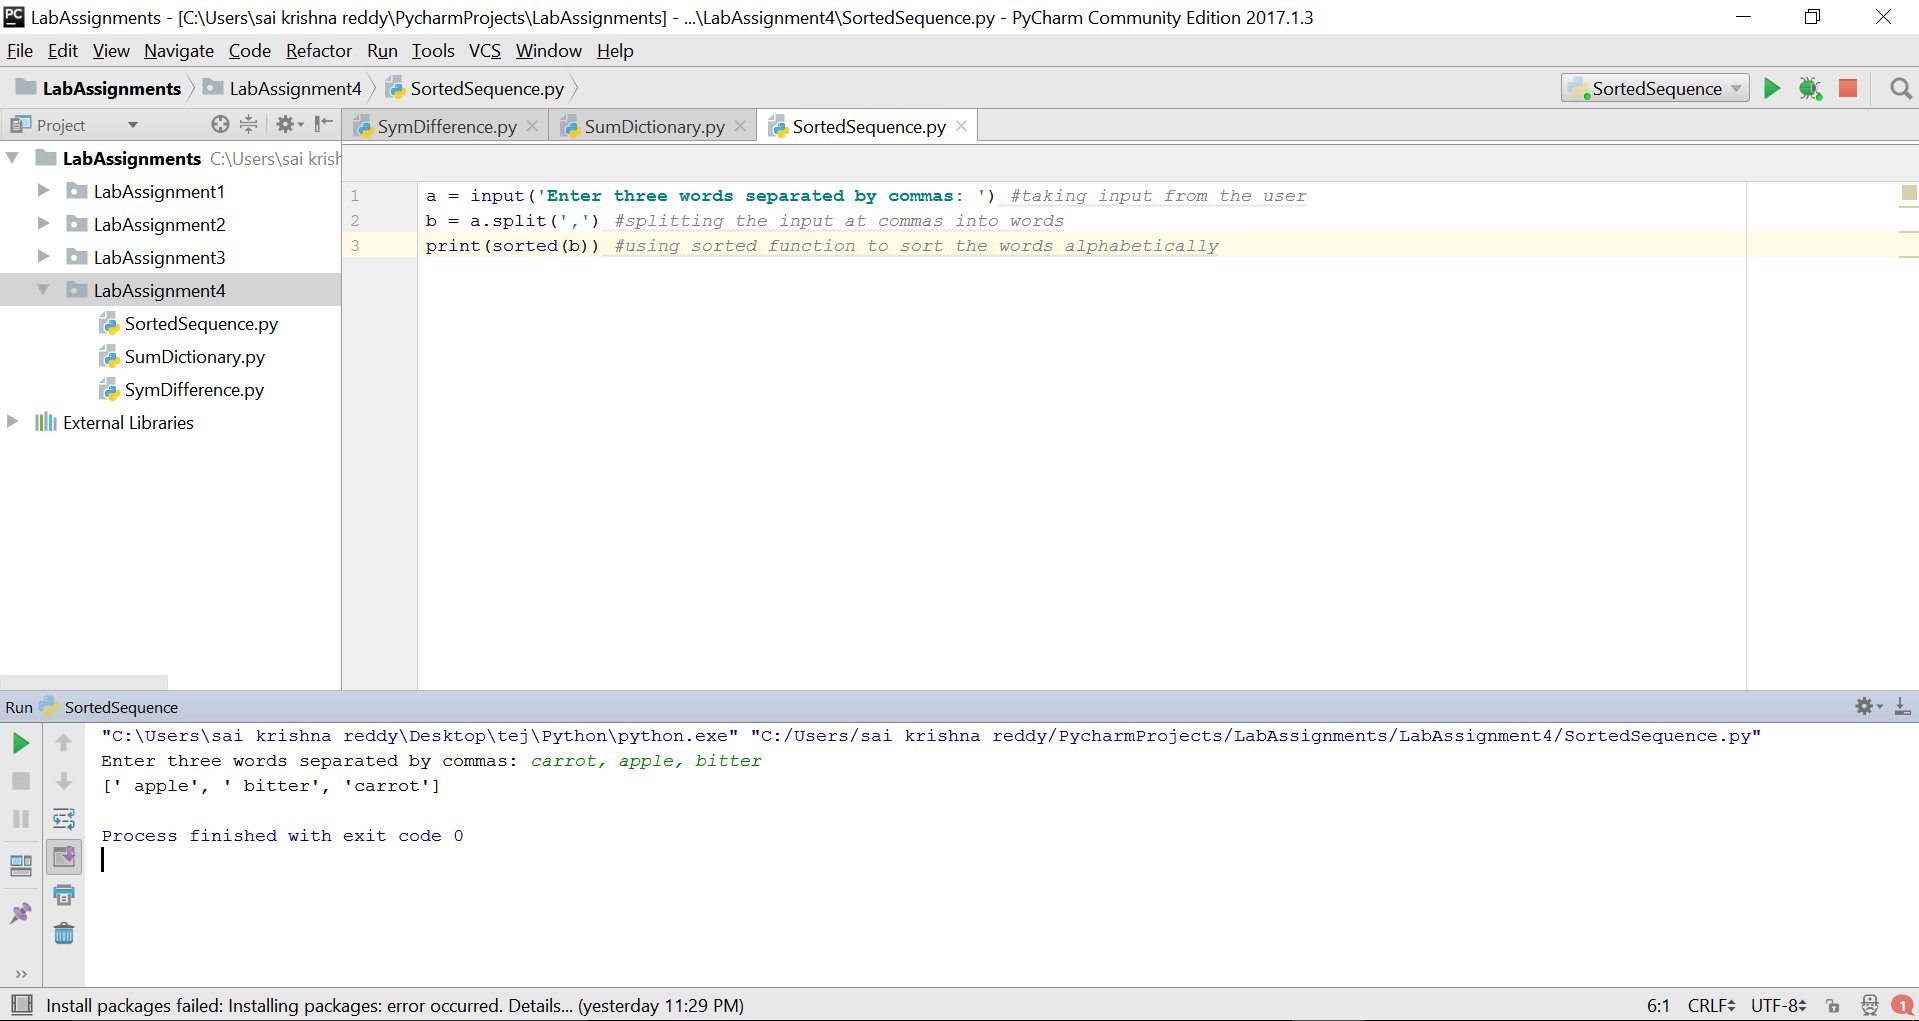 PC LabAssignments - [C:\Users\sai krishna reddy\PycharmProjects\LabAssignments] - ...\LabAssignment4\SortedSequence.py - PyCharm Community Edition 2017.1.3
File Edit View Navigate Code Refactor Run Tools VCS Window Help
LabAssignments LabAssignment4 SortedSequence.py SortedSequence
Project SymDifference.py SumDictionary.py SortedSequence.py
LabAssignments C:\Users\sai krish
LabAssignment1
LabAssignment2
LabAssignment3
LabAssignment4
SortedSequence.py
SumDictionary.py
SymDifference.py
External Libraries
1 a = input('Enter three words separated by commas: ') #taking input from the user
2 b = a.split(',') #splitting the input at commas into words
3 print(sorted(b)) #using sorted function to sort the words alphabetically
Run SortedSequence
"C:\Users\sai krishna reddy\Desktop\tej\Python\python.exe" "C:/Users/sai krishna reddy/PycharmProjects/LabAssignments/LabAssignment4/SortedSequence.py"
Enter three words separated by commas: carrot, apple, bitter
[' apple', ' bitter', 'carrot']
Process finished with exit code 0
Install packages failed: Installing packages: error occurred. Details... (yesterday 11:29 PM) 6:1 CRLF UTF-8 1